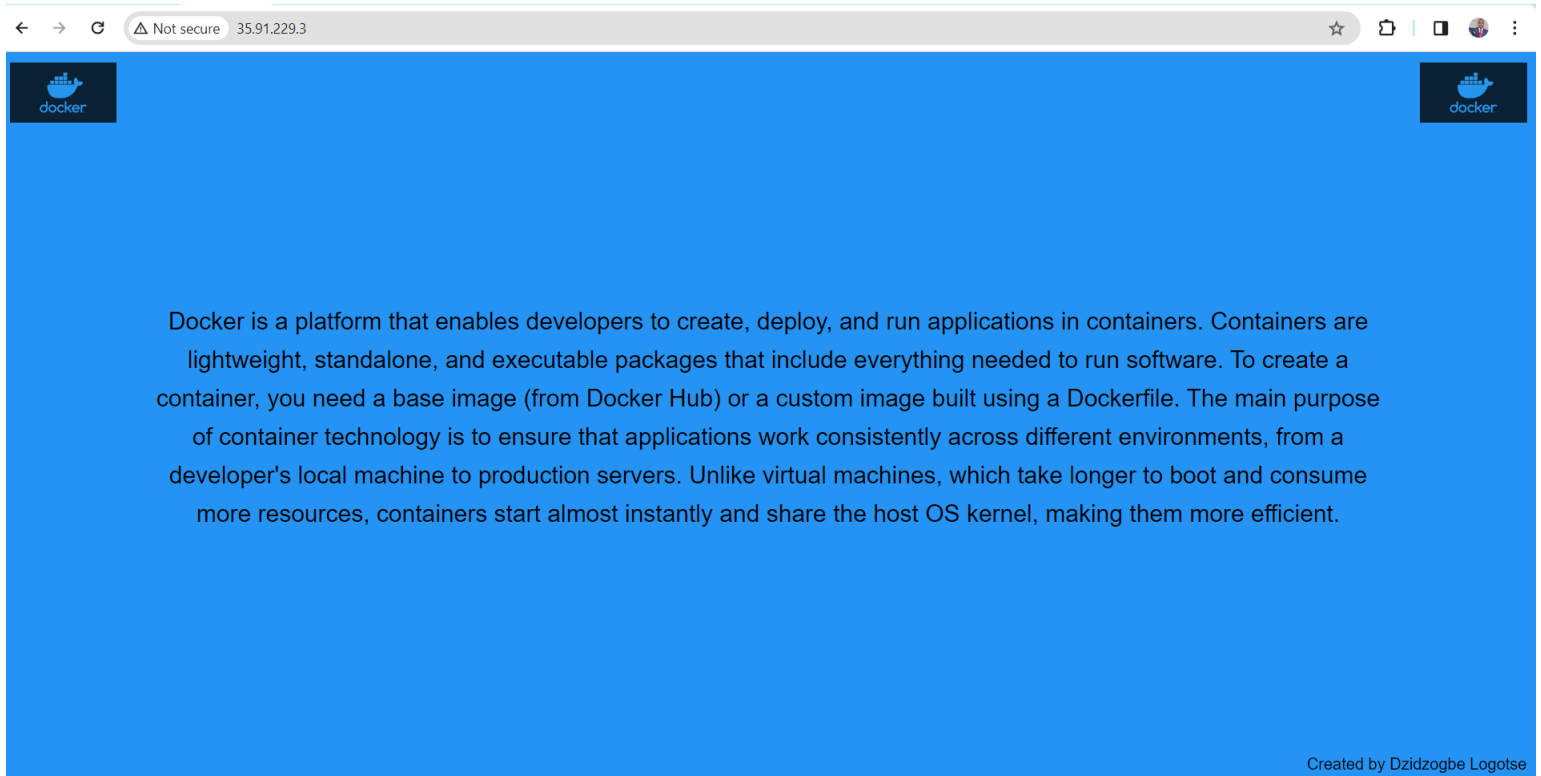 Not secure 35.91.229.3
docker
docker
Docker is a platform that enables developers to create, deploy, and run applications in containers. Containers are
lightweight, standalone, and executable packages that include everything needed to run software. To create a
container, you need a base image (from Docker Hub) or a custom image built using a Dockerfile. The main purpose
of container technology is to ensure that applications work consistently across different environments, from a
developer's local machine to production servers. Unlike virtual machines, which take longer to boot and consume
more resources, containers start almost instantly and share the host OS kernel, making them more efficient.
Created by Dzidzogbe Logotse